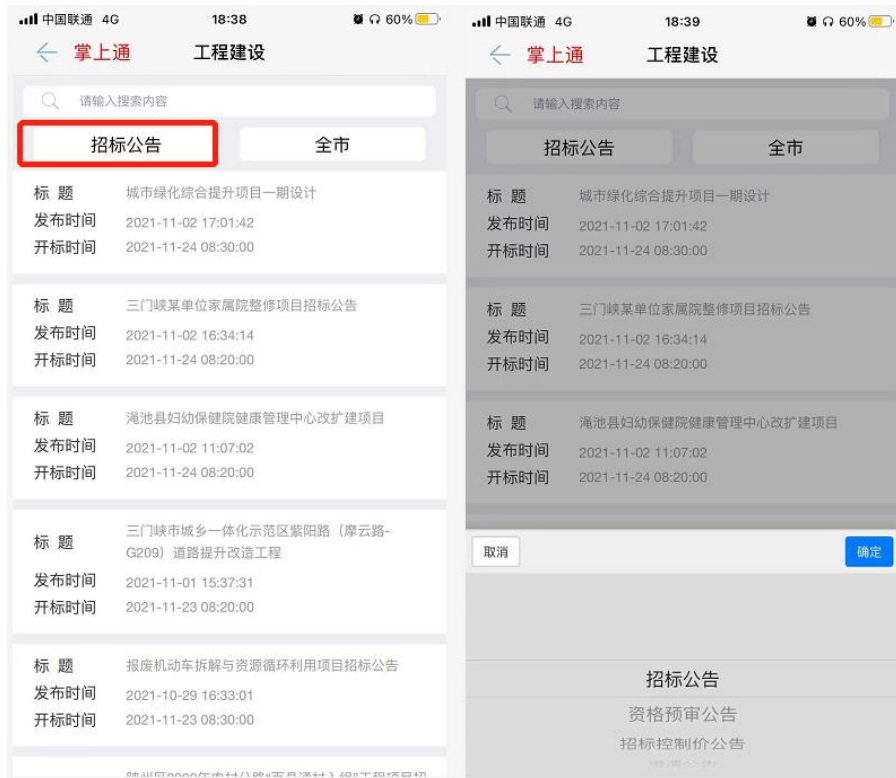 中国联通 4G 18:38 60%
掌上通 工程建设
请输入搜索内容
招标公告 全市
标 题 城市绿化综合提升项目一期设计
发布时间 2021-11-02 17:01:42
开标时间 2021-11-24 08:30:00
标 题 三门峡某单位家属院整修项目招标公告
发布时间 2021-11-02 16:34:14
开标时间 2021-11-24 08:20:00
标 题 渑池县妇幼保健院健康管理中心改扩建项目
发布时间 2021-11-02 11:07:02
开标时间 2021-11-24 08:20:00
标 题 三门峡市城乡一体化示范区紫阳路（摩云路-
G209）道路提升改造工程
发布时间 2021-11-01 15:37:31
开标时间 2021-11-23 08:20:00
标 题 报废机动车拆解与资源循环利用项目招标公告
发布时间 2021-10-29 16:33:01
开标时间 2021-11-23 08:30:00
中国联通 4G 18:39 60%
掌上通 工程建设
请输入搜索内容
招标公告 全市
标 题 城市绿化综合提升项目一期设计
发布时间 2021-11-02 17:01:42
开标时间 2021-11-24 08:30:00
标 题 三门峡某单位家属院整修项目招标公告
发布时间 2021-11-02 16:34:14
开标时间 2021-11-24 08:20:00
标 题 渑池县妇幼保健院健康管理中心改扩建项目
发布时间 2021-11-02 11:07:02
开标时间 2021-11-24 08:20:00
取消 确定
招标公告
资格预审公告
招标控制价公告